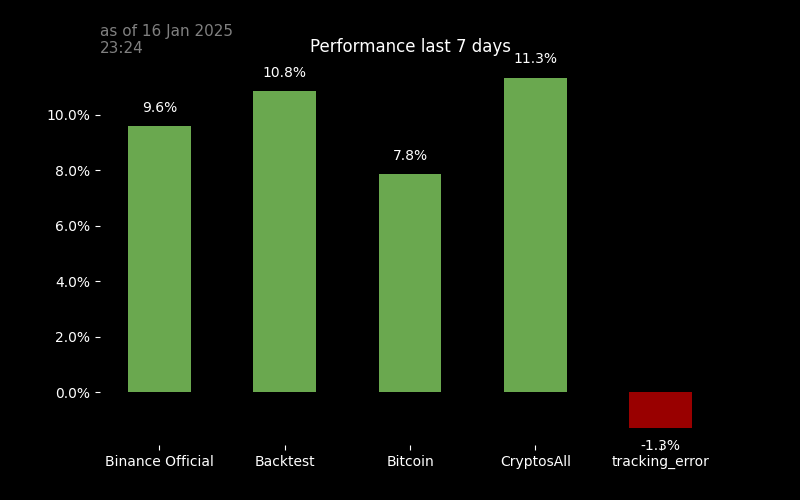 as of 16 Jan 2025
23:24
Performance last 7 days
11.3%
10.8%
9.6%
7.8%
10.0%
8.0%
6.0%
4.0%
2.0%
0.0%
-1.3%
Binance Official
Backtest
Bitcoin
CryptosAll
tracking_error